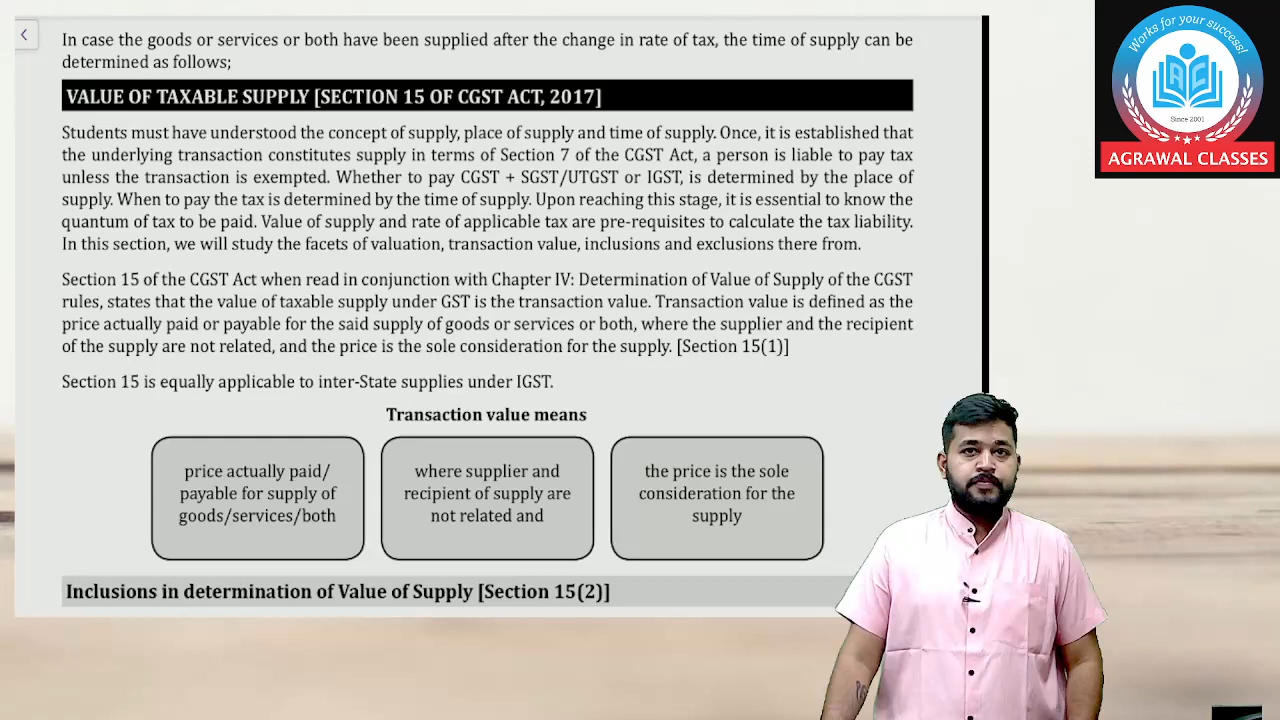 In case the goods or services or both have been supplied after the change in rate of tax, the time of supply can be
determined as follows;
VALUE OF TAXABLE SUPPLY [SECTION 15 OF CGST ACT, 2017]
Students must have understood the concept of supply, place of supply and time of supply. Once, it is established that
the underlying transaction constitutes supply in terms of Section 7 of the CGST Act, a person is liable to pay tax
unless the transaction is exempted. Whether to pay CGST + SGST/UTGST or IGST, is determined by the place of
supply. When to pay the tax is determined by the time of supply. Upon reaching this stage, it is essential to know the
quantum of tax to be paid. Value of supply and rate of applicable tax are pre-requisites to calculate the tax liability.
In this section, we will study the facets of valuation, transaction value, inclusions and exclusions there from.
Section 15 of the CGST Act when read in conjunction with Chapter IV: Determination of Value of Supply of the CGST
rules, states that the value of taxable supply under GST is the transaction value. Transaction value is defined as the
price actually paid or payable for the said supply of goods or services or both, where the supplier and the recipient
of the supply are not related, and the price is the sole consideration for the supply. [Section 15(1)]
Section 15 is equally applicable to inter-State supplies under IGST.
Transaction value means
price actually paid/
payable for supply of
goods/services/both
where supplier and
recipient of supply are
not related and
the price is the sole
consideration for the
supply
Inclusions in determination of Value of Supply [Section 15(2)]
Works for your success!
AC
Since 2001
AGRAWAL CLASSES